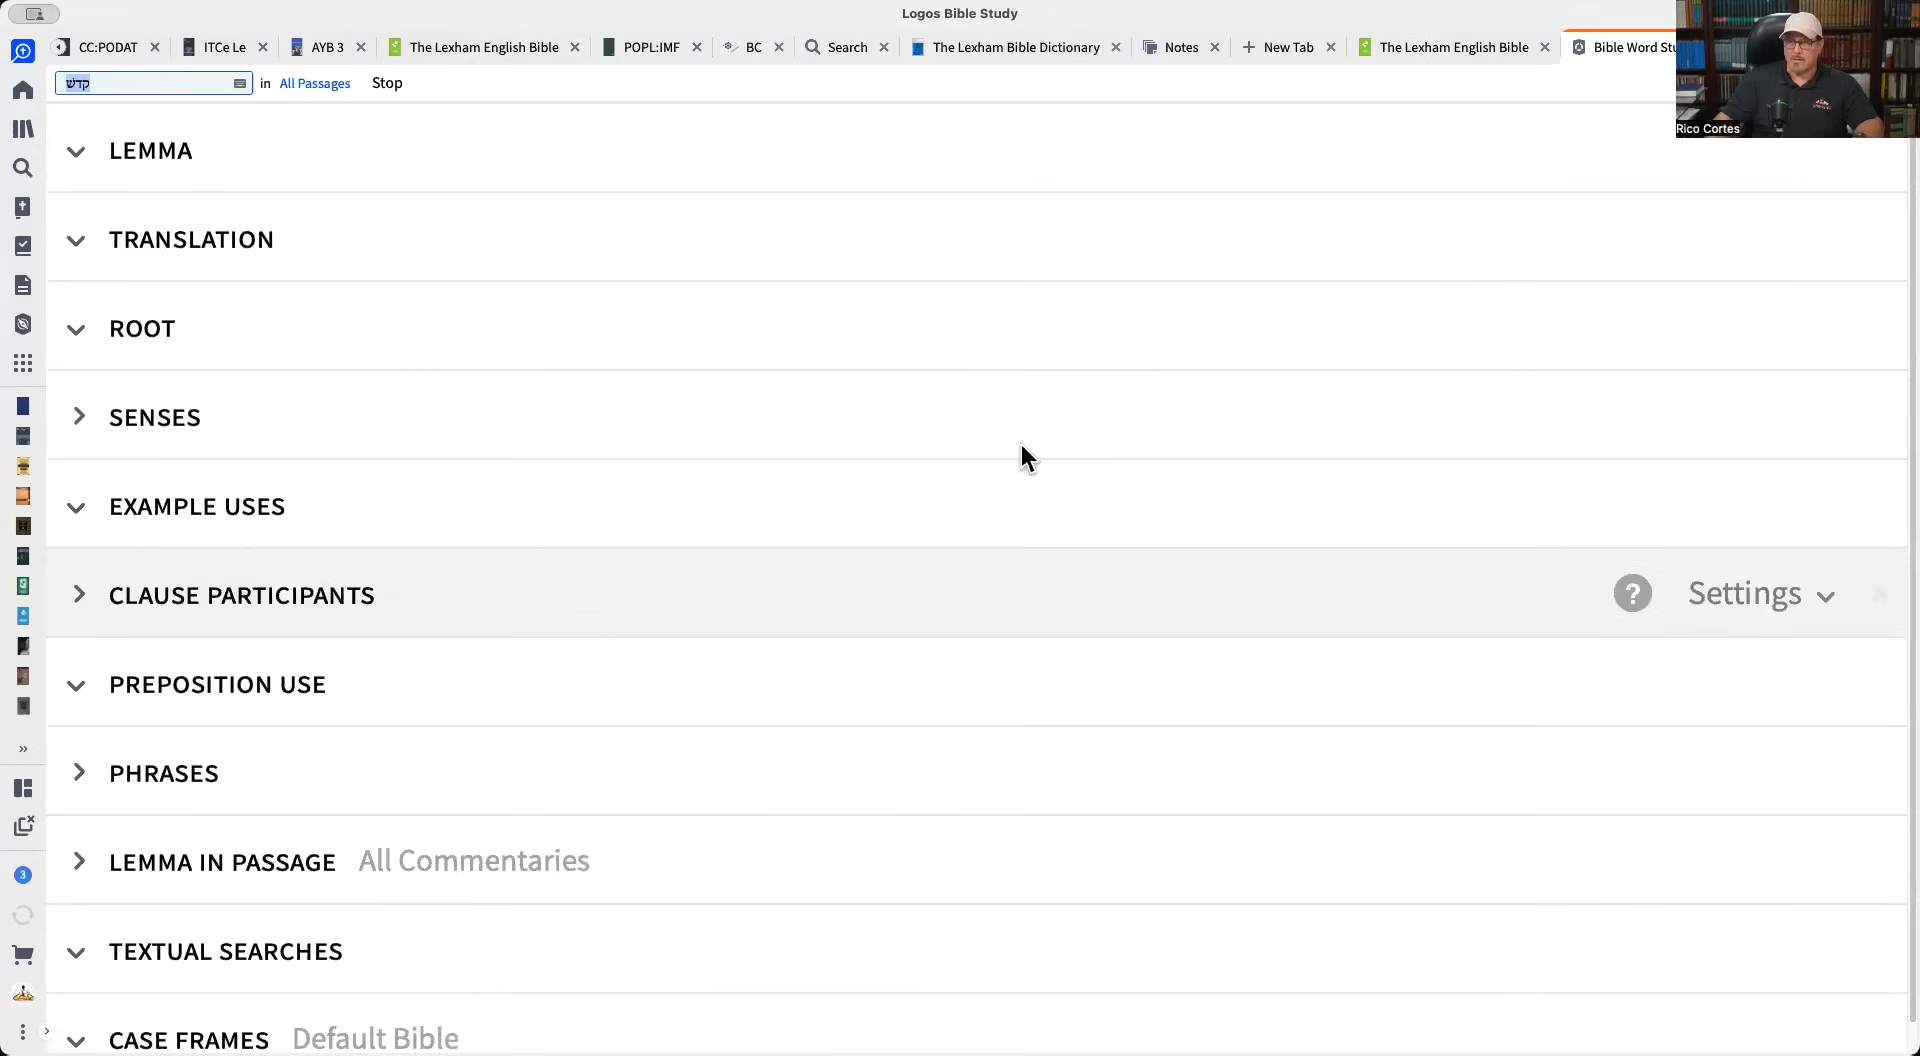 Logos Bible Study
CC:PODAT
ITCe Le
AYB 3
The Lexham English Bible
POPL:IMF
BC
Search
The Lexham Bible Dictionary
Notes
New Tab
The Lexham English Bible
Bible Word Stu
קדשׁ in All Passages Stop
Rico Cortes
LEMMA
TRANSLATION
ROOT
SENSES
EXAMPLE USES
CLAUSE PARTICIPANTS ? Settings
PREPOSITION USE
PHRASES
LEMMA IN PASSAGE All Commentaries
3
TEXTUAL SEARCHES
CASE FRAMES Default Bible